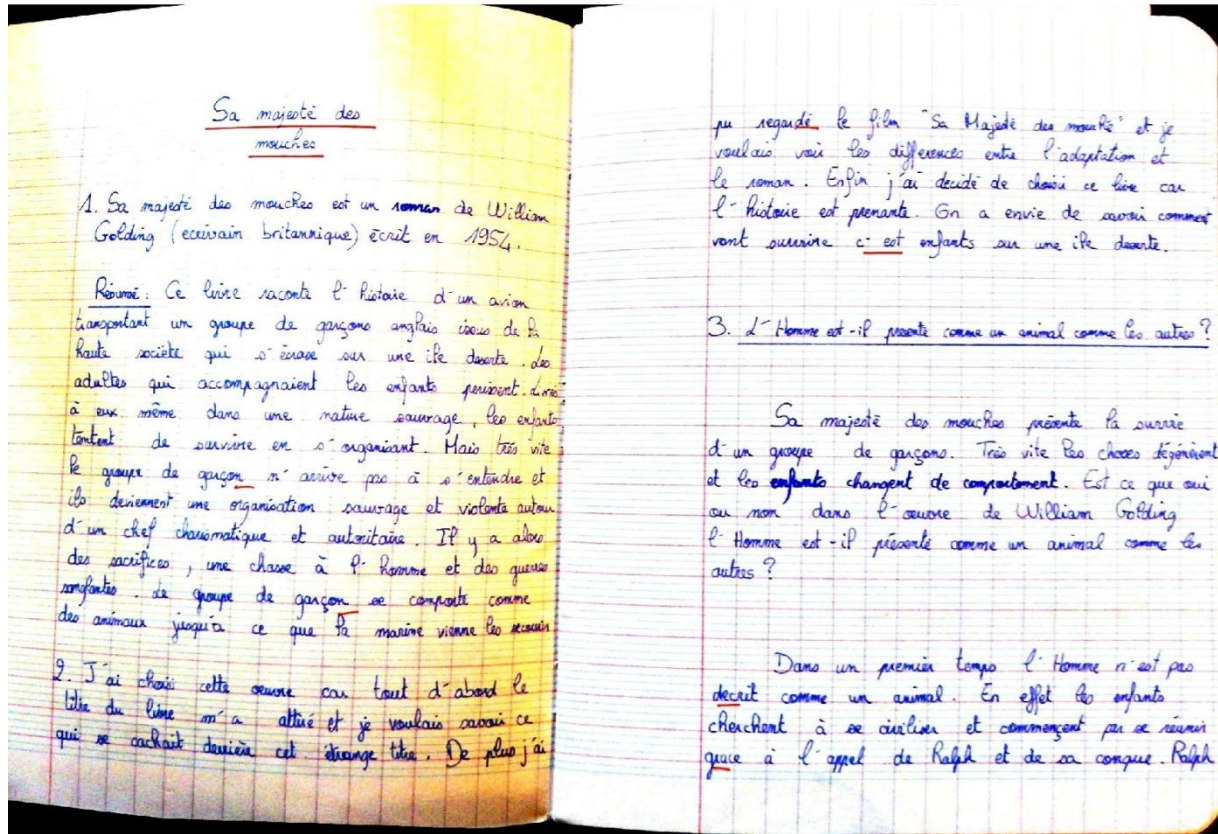 Sa majesté des
mouches
1. Sa majesté des mouches est un roman de William
Golding (ecrivain britannique) écrit en 1954.
Résumé : Ce livre raconte l'histoire d'un avion
transportant un groupe de garçons anglais issus de la
haute société qui s'écrase sur une ile deserte. Les
adultes qui accompagnaient les enfants perissent. Livrés
à eux même dans une nature sauvage, les enfants
tentent de survivre en s'organisant. Mais très vite
le groupe de garçon n'arrive pas à s'entendre et
ils deviennent une organisation sauvage et violente autour
d'un chef charismatique et autoritaire. Il y a alors
des sacrifices, une chasse à l'homme et des guerres
sanglantes. Le groupe de garçon se comporte comme
des animaux jusqu'à ce que la marine vienne les secourir
2. J'ai choisi cette oeuvre car tout d'abord le
titre du livre m'a attiré et je voulais savoir ce
qui se cachait derrière cet étrange titre. De plus j'ai
pu regardé le film "Sa Majesté des mouche" et je
voulais voir les differences entre l'adaptation et
le roman. Enfin j'ai decidé de choisir ce livre car
l'histoire est prenante. On a envie de savoir comment
vont survivre c'est enfants sur une ile deserte.
3. L'Homme est-il presenté comme un animal comme les autres ?
Sa majesté des mouches présente la survie
d'un groupe de garçons. Très vite les choses dégénèrent
et les enfants changent de comportement. Est ce que oui
ou non dans l'oeuvre de William Golding
l'Homme est-il présenté comme un animal comme les
autres ?
Dans un premier temps l'Homme n'est pas
decrit comme un animal. En effet les enfants
cherchent à se civiliser et commençent par se réunir
grace à l'appel de Ralph et de sa conque. Ralph